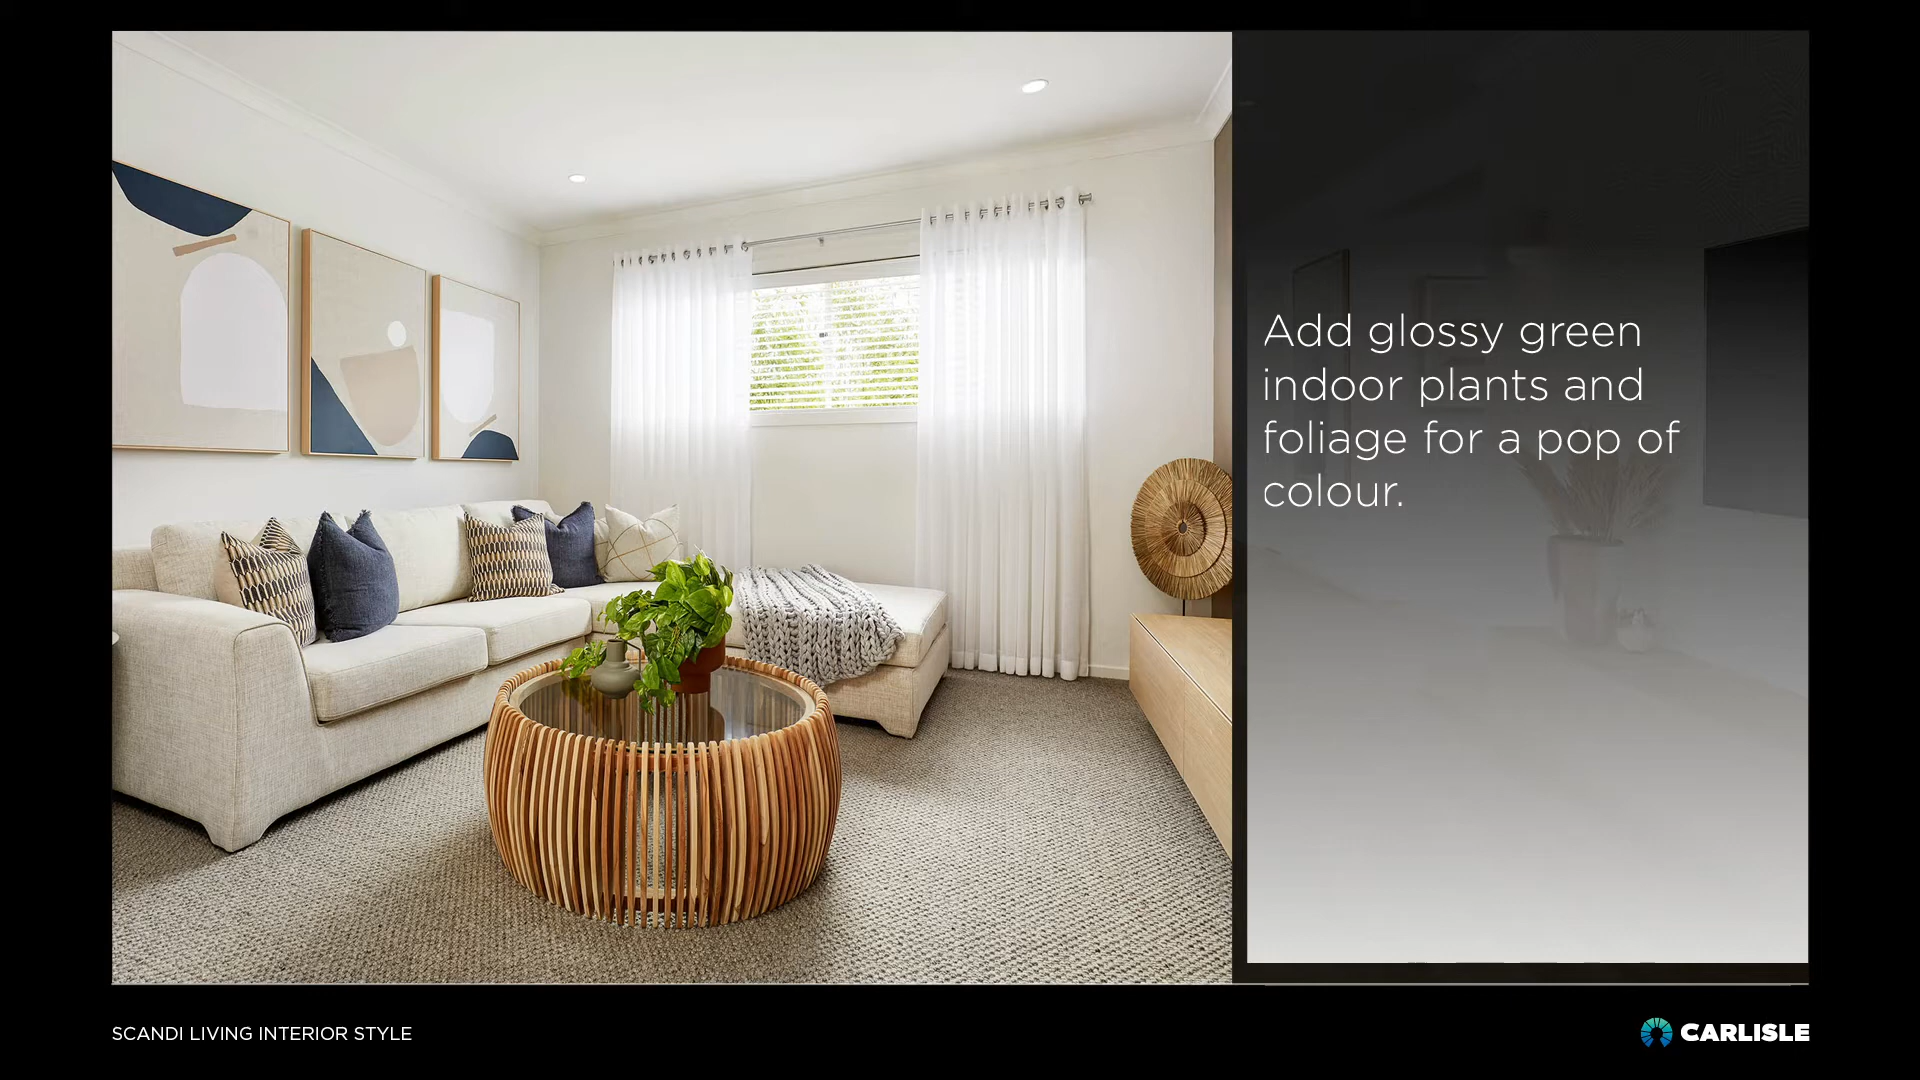 Add glossy green
indoor plants and
foliage for a pop of
colour.
SCANDI LIVING INTERIOR STYLE
CARLISLE